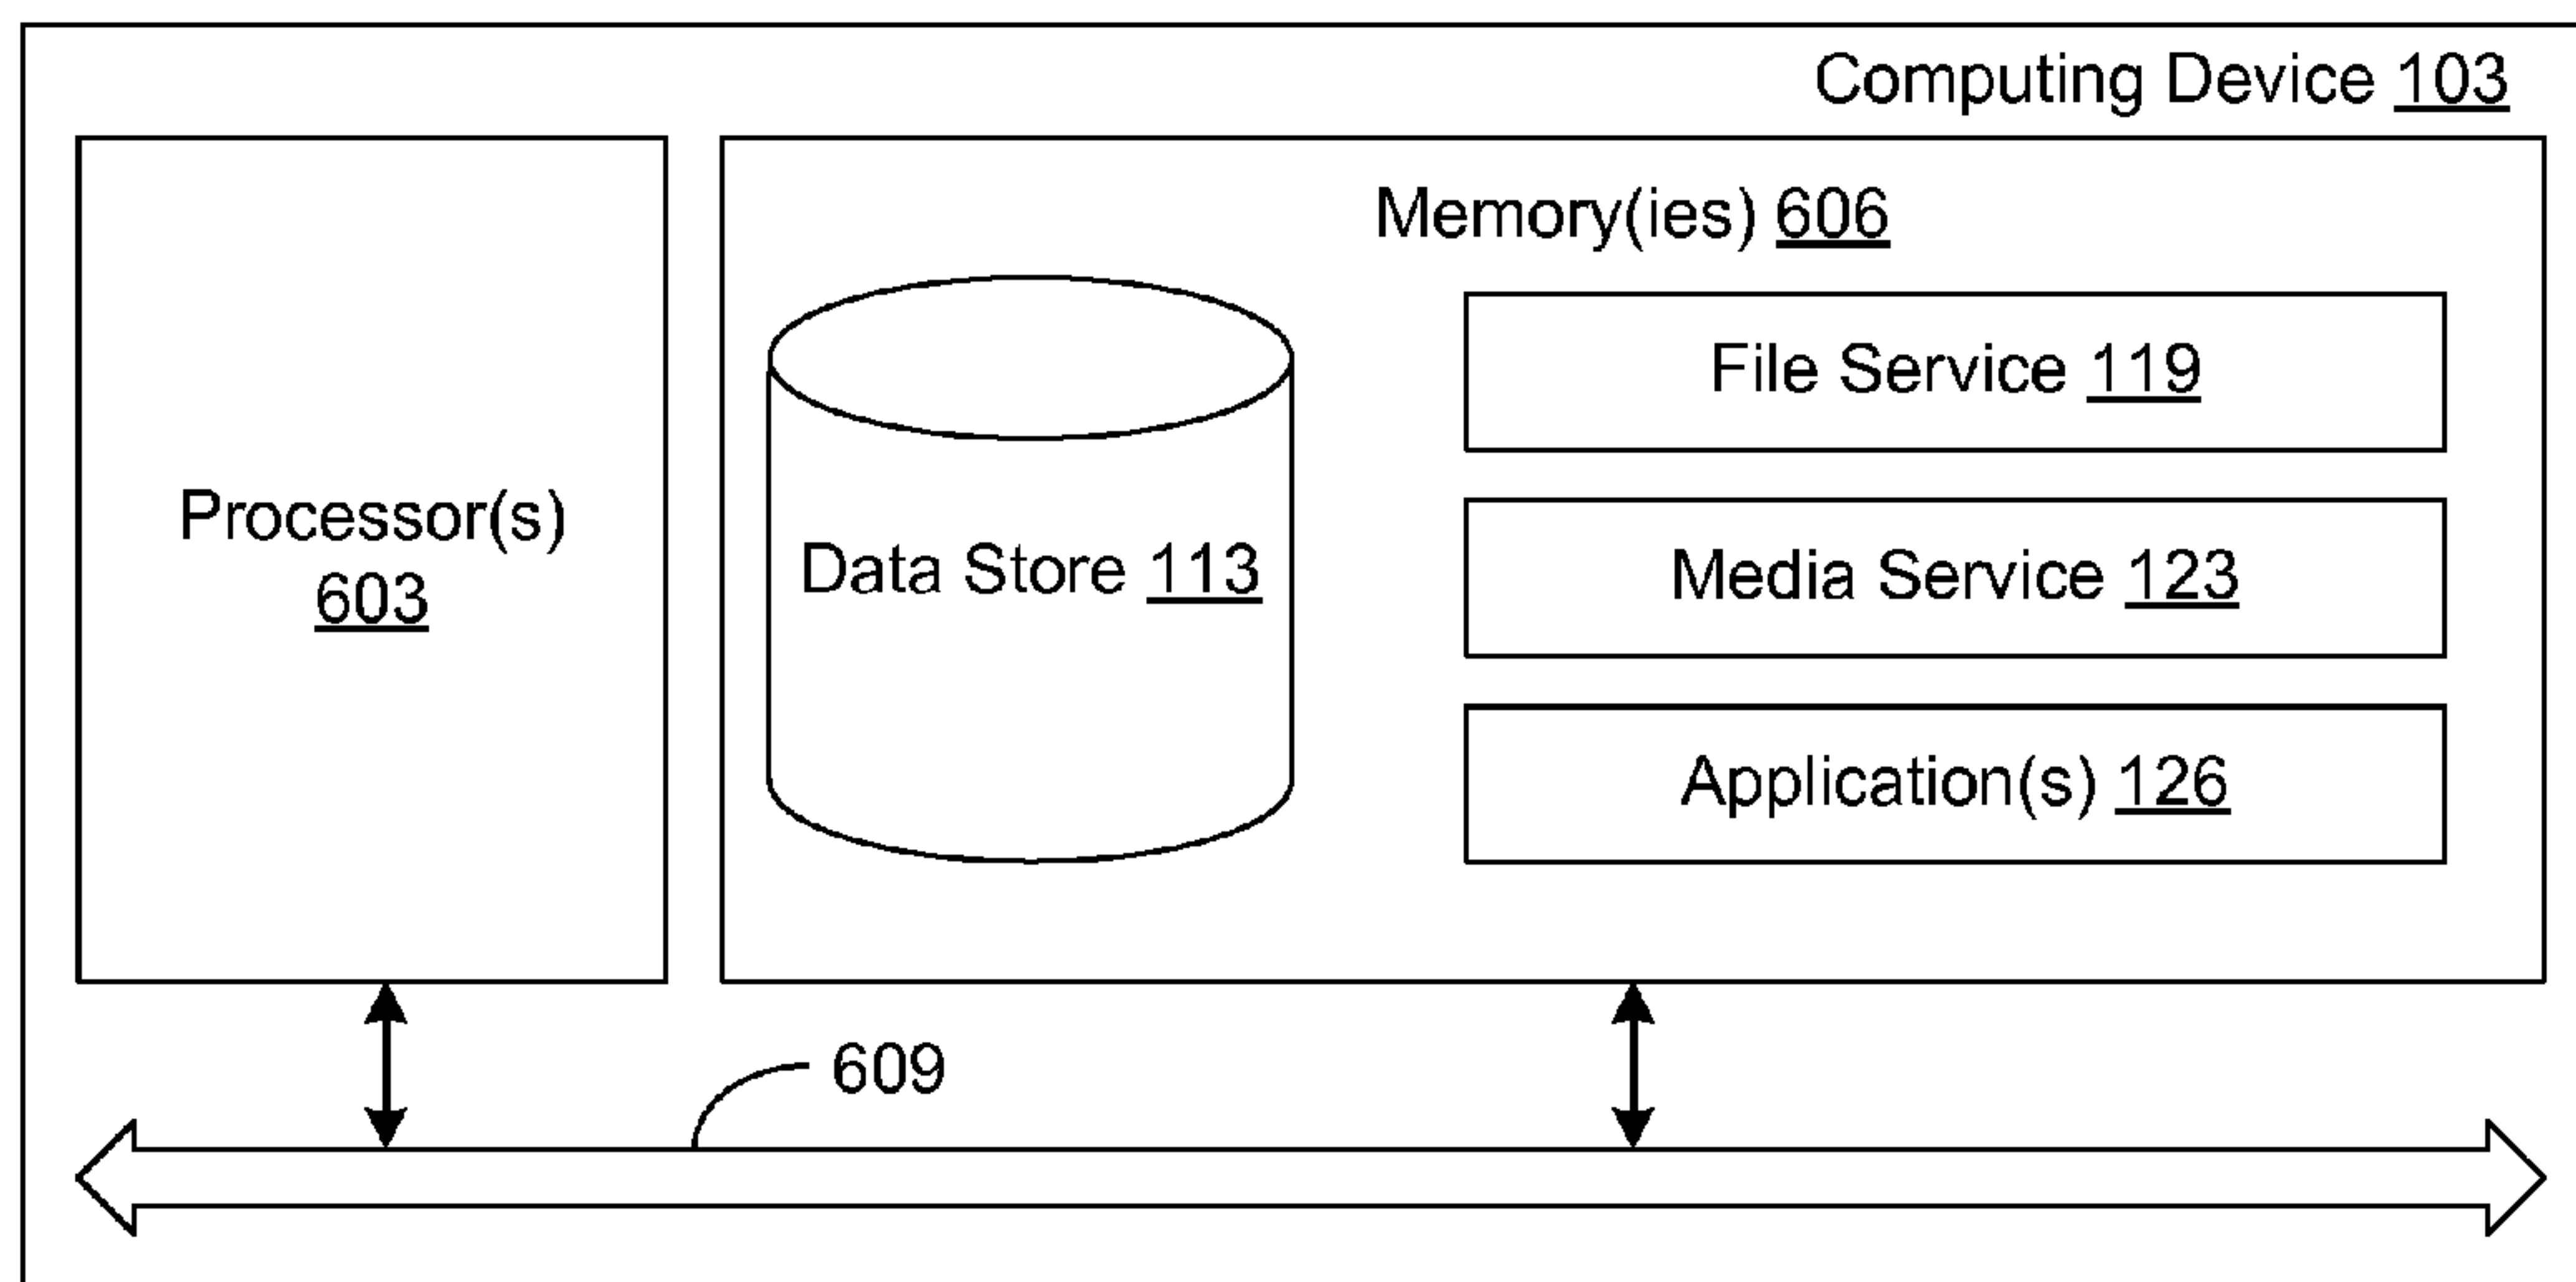 Computing Device 103
Memory(ies) 606
Processor(s)
603
Data Store 113
File Service 119
Media Service 123
Application(s) 126
609